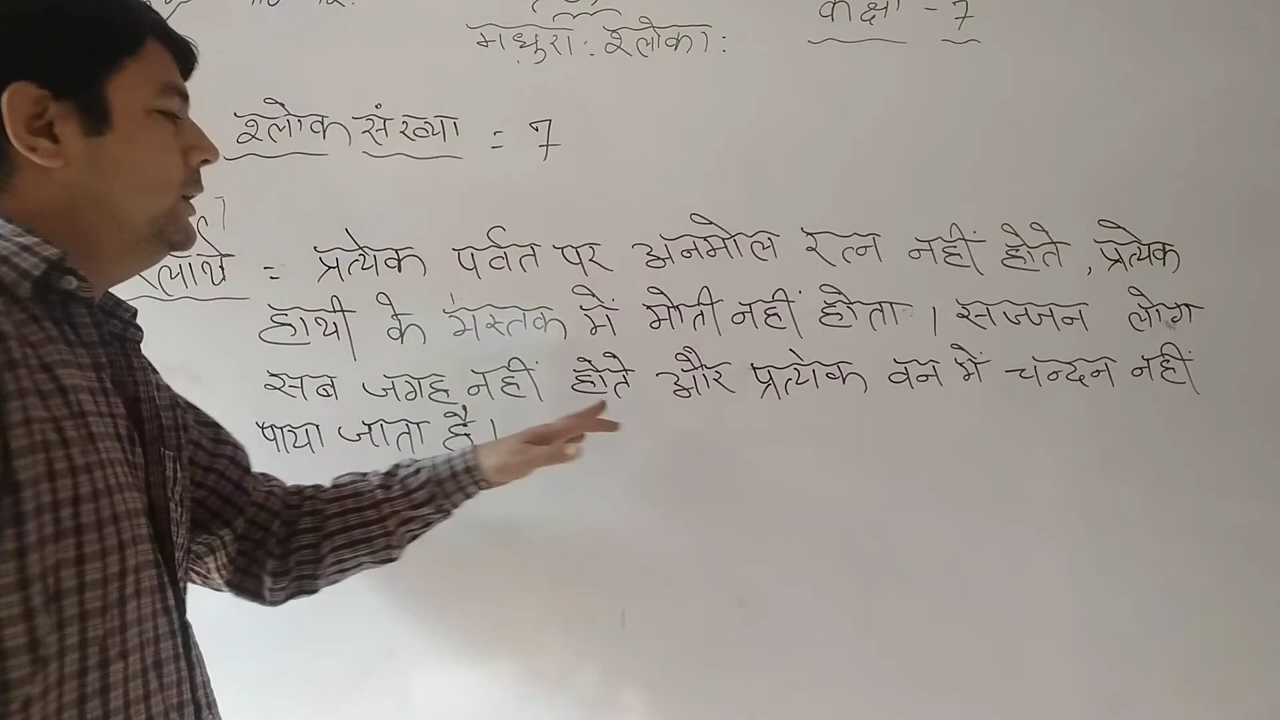 मधुरा: श्लोका:
कक्षा - 7
श्लोक संख्या = 7
= प्रत्येक पर्वत पर अनमोल रत्न नहीं होते, प्रत्येक
हाथी के मस्तक में मोती नहीं होता । सज्जन लोग
सब जगह नहीं होते और प्रत्येक वन में चन्दन नहीं
पाया जाता है।